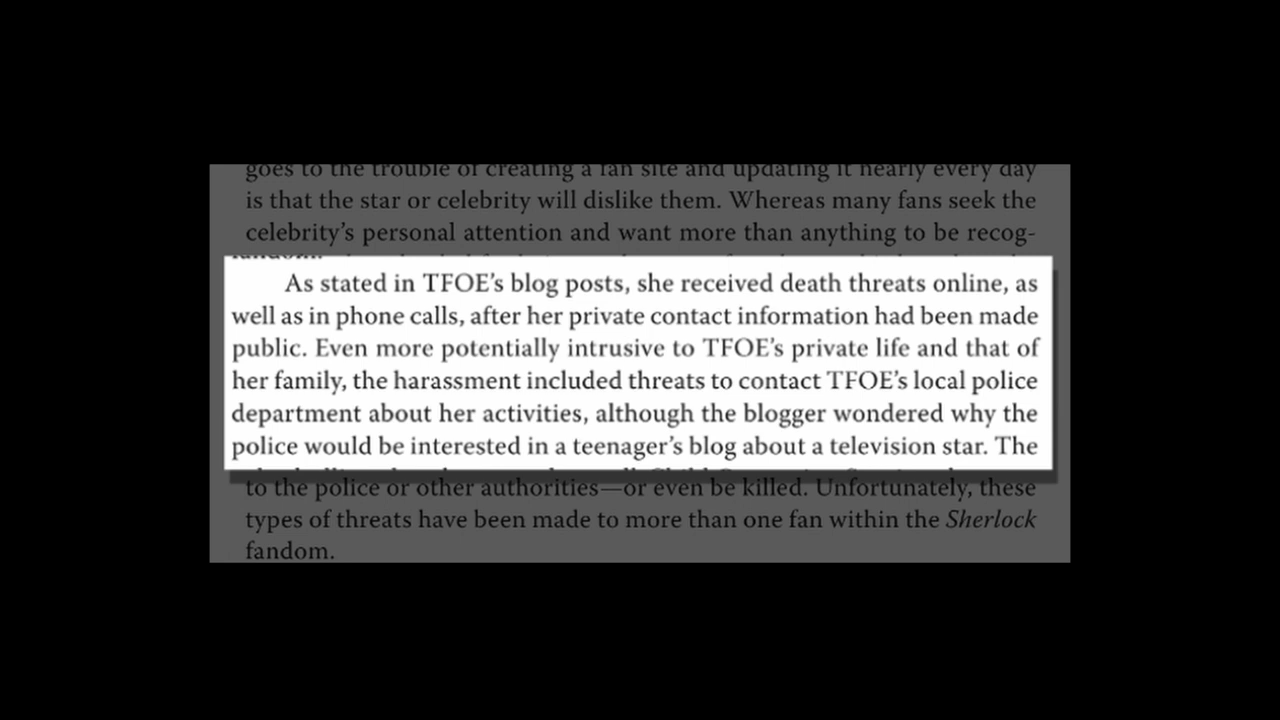 goes to the trouble of creating a fan site and updating it nearly every day
is that the star or celebrity will dislike them. Whereas many fans seek the
celebrity’s personal attention and want more than anything to be recog-
As stated in TFOE’s blog posts, she received death threats online, as
well as in phone calls, after her private contact information had been made
public. Even more potentially intrusive to TFOE’s private life and that of
her family, the harassment included threats to contact TFOE’s local police
department about her activities, although the blogger wondered why the
police would be interested in a teenager’s blog about a television star. The
to the police or other authorities—or even be killed. Unfortunately, these
types of threats have been made to more than one fan within the Sherlock
fandom.